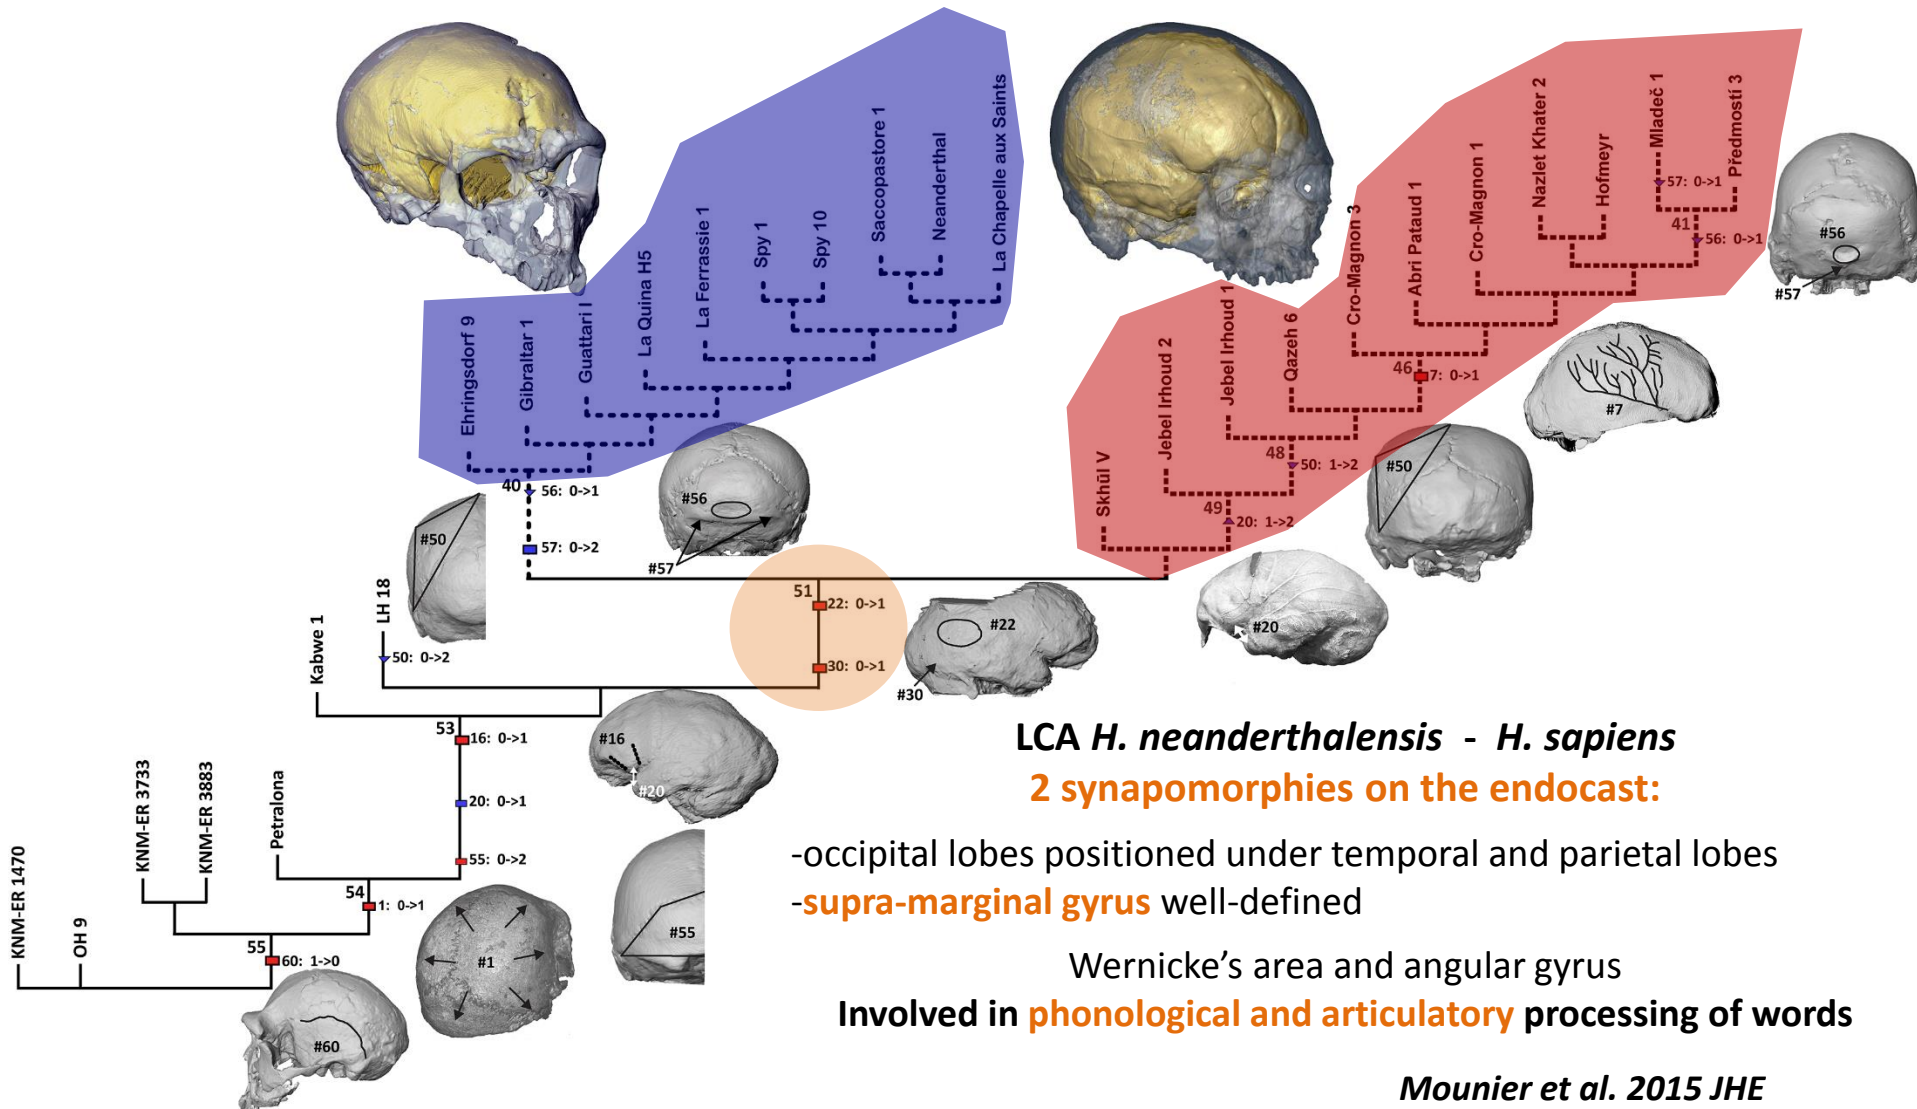 Ehringsdorf 9
Gibraltar 1
Guattari I
La Quina H5
La Ferrassie 1
Spy 1
Spy 10
Saccopastore 1
Neanderthal
La Chapelle aux Saints
Skhūl V
Jebel Irhoud 2
Jebel Irhoud 1
Qazeh 6
Cro-Magnon 3
Abri Pataud 1
Cro-Magnon 1
Nazlet Khater 2
Hofmeyr
Mladeč 1
Předmostí 3
57: 0->1
41
56: 0->1
#56
#57
46
7: 0->1
#7
48
50: 1->2
#50
49
20: 1->2
#20
40
56: 0->1
57: 0->2
#50
#56
#57
51
22: 0->1
30: 0->1
#22
#30
LH 18
50: 0->2
Kabwe 1
53
16: 0->1
20: 0->1
55: 0->2
#16
#20
#55
KNM-ER 3733
KNM-ER 3883
Petralona
54
1: 0->1
#1
KNM-ER 1470
OH 9
55
60: 1->0
#60
LCA H. neanderthalensis - H. sapiens
2 synapomorphies on the endocast:
-occipital lobes positioned under temporal and parietal lobes
-supra-marginal gyrus well-defined
Wernicke’s area and angular gyrus
Involved in phonological and articulatory processing of words
Mounier et al. 2015 JHE